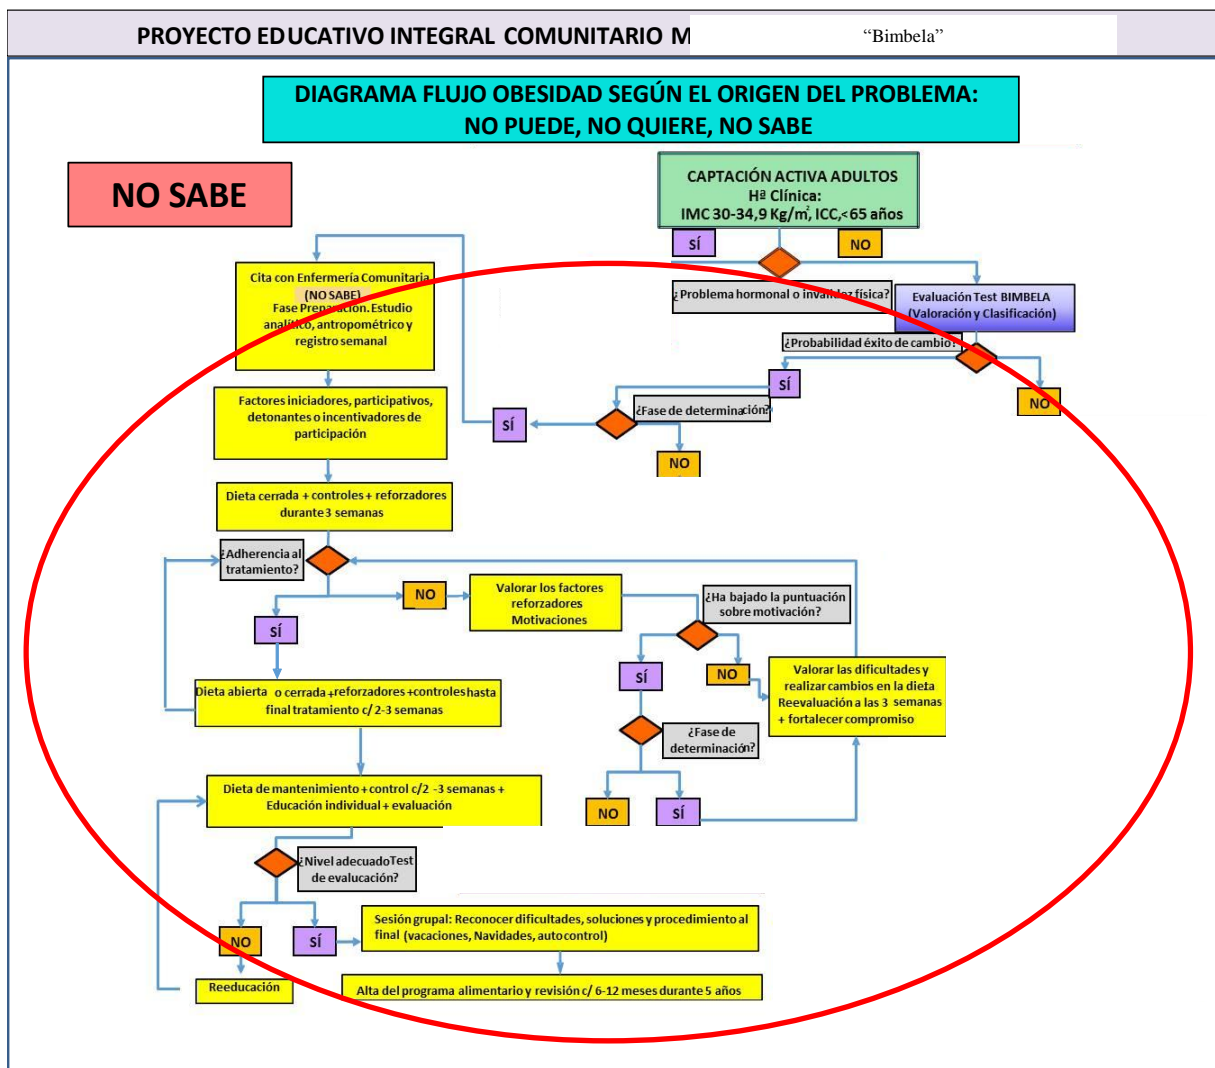 PROYECTO EDUCATIVO INTEGRAL COMUNITARIO M
“Bimbela”
DIAGRAMA FLUJO OBESIDAD SEGÚN EL ORIGEN DEL PROBLEMA:
NO PUEDE, NO QUIERE, NO SABE
NO SABE
CAPTACIÓN ACTIVA ADULTOS
Hª Clínica:
IMC 30-34,9 Kg/m², ICC,<65 años
SÍ
NO
¿Problema hormonal o invalidez física?
Evaluación Test BIMBELA
(Valoración y Clasificación)
¿Probabilidad éxito de cambio?
SÍ
NO
¿Fase de determinación?
SÍ
NO
Cita con Enfermería Comunitaria
(NO SABE)
Fase Preparación. Estudio
analítico, antropométrico y
registro semanal
Factores iniciadores, participativos,
detonantes o incentivadores de
participación
Dieta cerrada + controles + reforzadores
durante 3 semanas
¿Adherencia al
tratamiento?
NO
SÍ
Valorar los factores
reforzadores
Motivaciones
¿Ha bajado la puntuación
sobre motivación?
SÍ
NO
Valorar las dificultades y
realizar cambios en la dieta.
Reevaluación a las 3 semanas
+ fortalecer compromiso
¿Fase de
determinación?
NO
SÍ
Dieta abierta o cerrada+reforzadores+controles hasta
final tratamiento c/ 2-3 semanas
Dieta de mantenimiento + control c/2 -3 semanas +
Educación individual + evaluación
¿Nivel adecuado Test
de evalucación?
NO
SÍ
Reeducación
Sesión grupal: Reconocer dificultades, soluciones y procedimiento al
final (vacaciones, Navidades, auto control)
Alta del programa alimentario y revisión c/ 6-12 meses durante 5 años